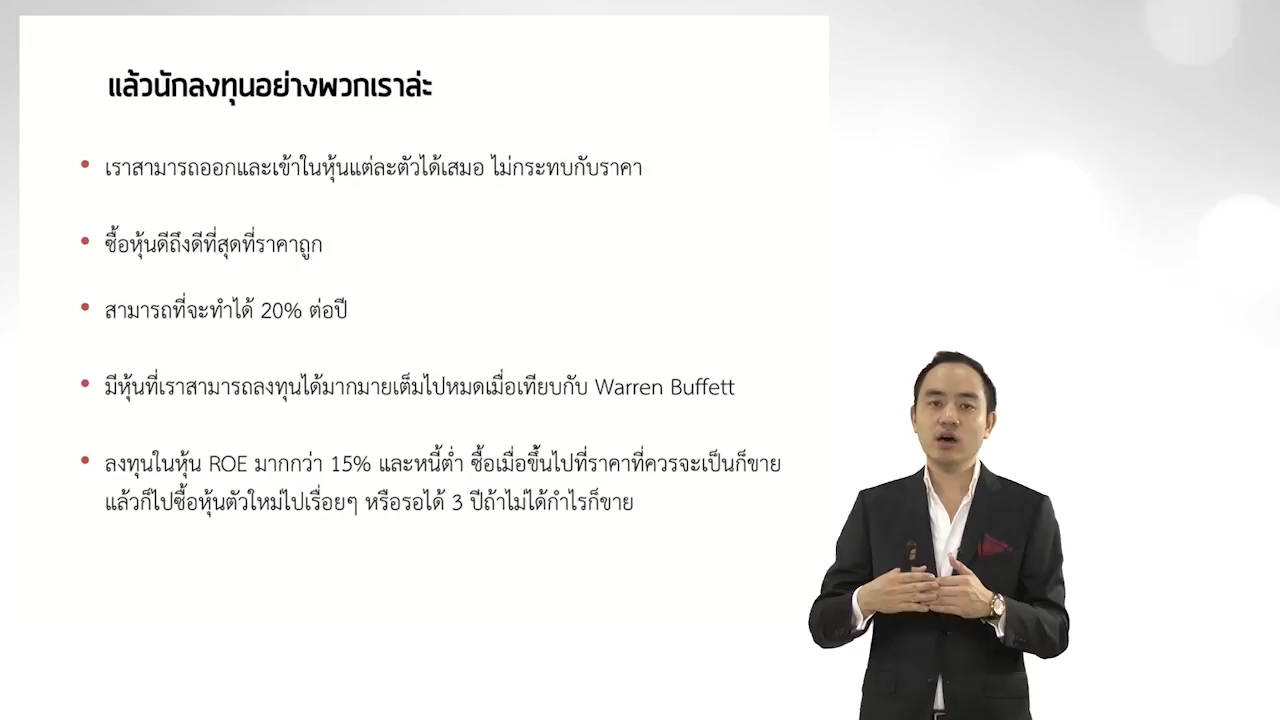 แล้วนักลงทุนอย่างพวกเราล่ะ
• เราสามารถออกและเข้าในหุ้นแต่ละตัวได้เสมอ ไม่กระทบกับราคา
• ซื้อหุ้นดีถึงดีที่สุดที่ราคาถูก
• สามารถที่จะทำได้ 20% ต่อปี
• มีหุ้นที่เราสามารถลงทุนได้มากมายเต็มไปหมดเมื่อเทียบกับ Warren Buffett
• ลงทุนในหุ้น ROE มากกว่า 15% และหนี้ต่ำ ซื้อเมื่อขึ้นไปที่ราคาที่ควรจะเป็นก็ขาย
แล้วก็ไปซื้อหุ้นตัวใหม่ไปเรื่อยๆ หรือรอได้ 3 ปีถ้าไม่ได้กำไรก็ขาย